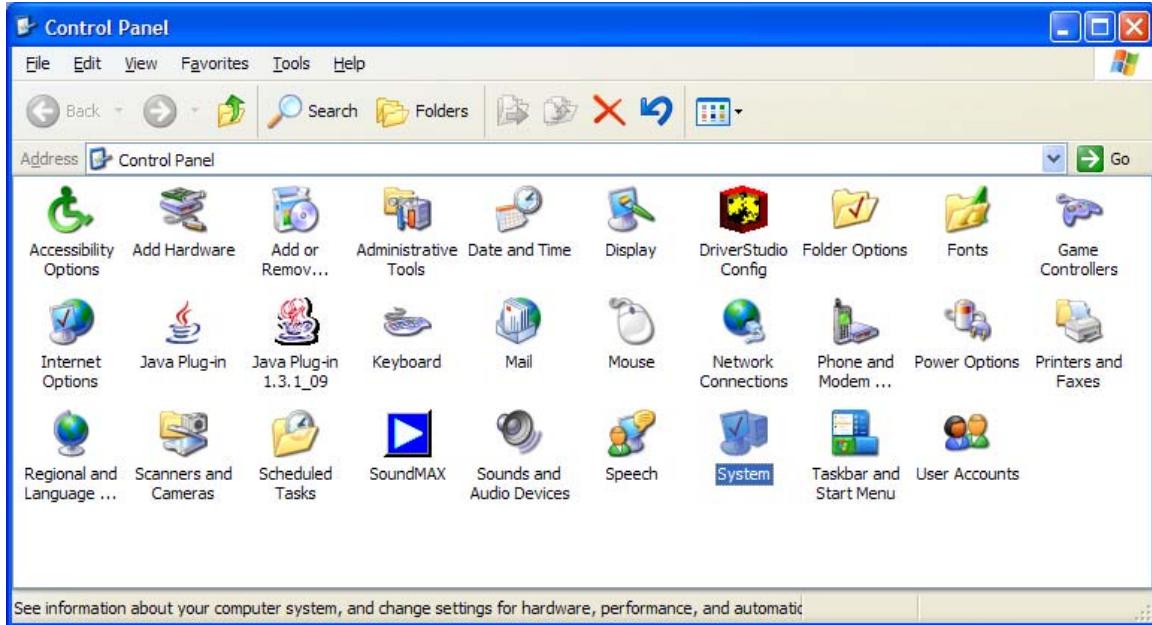 Control Panel
File Edit View Favorites Tools Help
Back Search Folders
Address Control Panel Go
Accessibility Options
Add Hardware
Add or Remov...
Administrative Tools
Date and Time
Display
DriverStudio Config
Folder Options
Fonts
Game Controllers
Internet Options
Java Plug-in
Java Plug-in 1.3.1_09
Keyboard
Mail
Mouse
Network Connections
Phone and Modem ...
Power Options
Printers and Faxes
Regional and Language ...
Scanners and Cameras
Scheduled Tasks
SoundMAX
Sounds and Audio Devices
Speech
System
Taskbar and Start Menu
User Accounts
See information about your computer system, and change settings for hardware, performance, and automatic